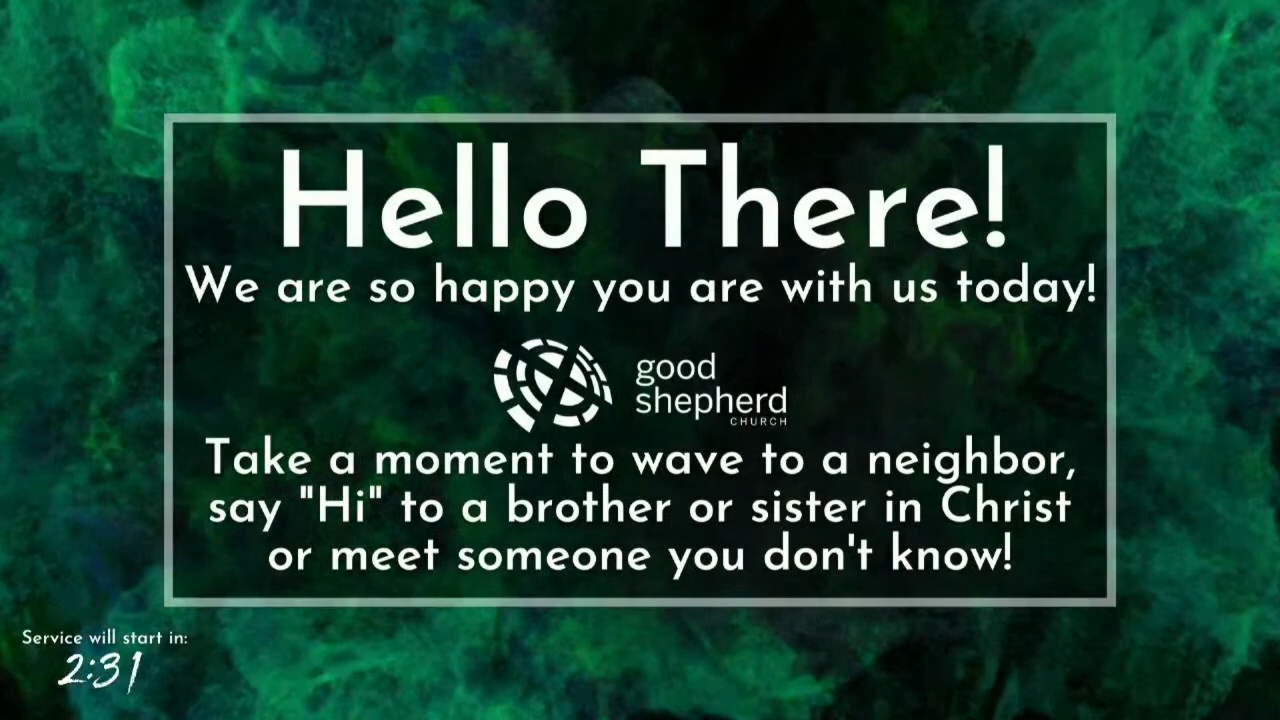 Hello There!
We are so happy you are with us today!
good
shepherd
CHURCH
Take a moment to wave to a neighbor,
say "Hi" to a brother or sister in Christ
or meet someone you don't know!
Service will start in:
2:31